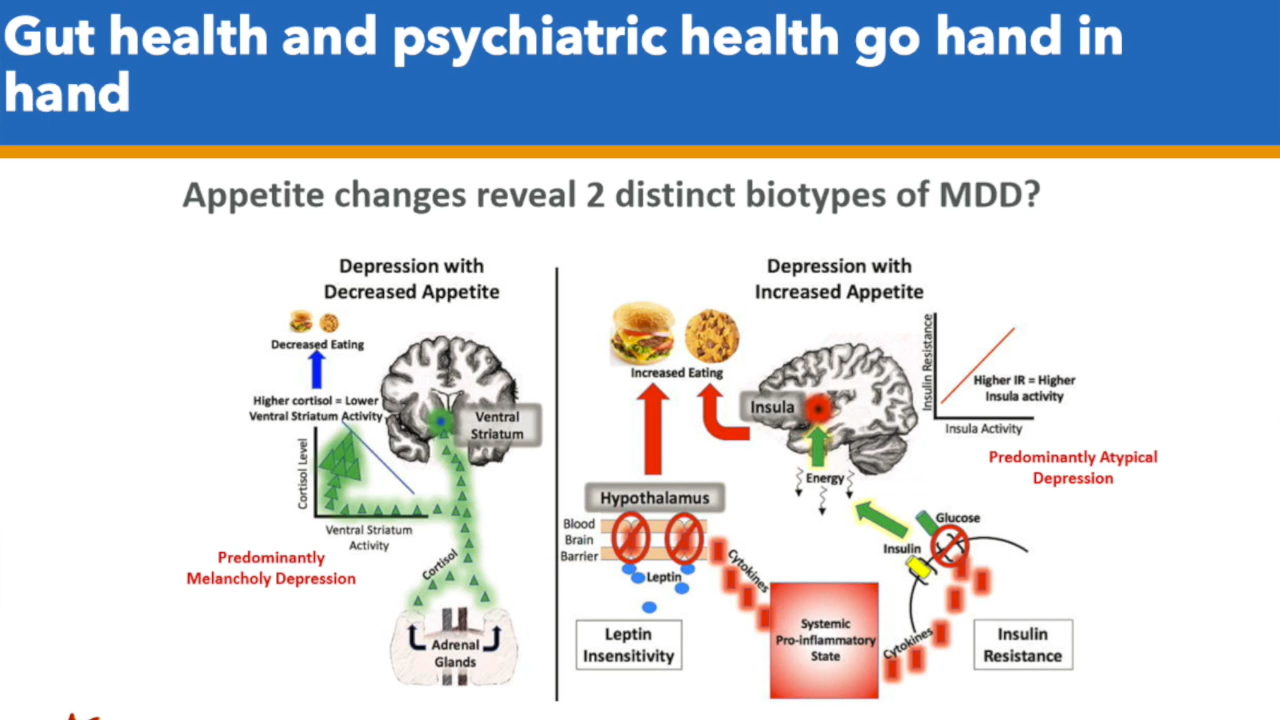 Gut health and psychiatric health go hand in
hand
Appetite changes reveal 2 distinct biotypes of MDD?
Depression with
Decreased Appetite
Decreased Eating
Higher cortisol = Lower
Ventral Striatum Activity
Ventral
Striatum
Cortisol Level
Ventral Striatum
Activity
Predominantly
Melancholy Depression
Cortisol
Adrenal
Glands
Depression with
Increased Appetite
Increased Eating
Insula
Insulin Resistance
Higher IR = Higher
Insula activity
Insula Activity
Predominantly Atypical
Depression
Energy
Hypothalamus
Blood
Brain
Barrier
Leptin
Cytokines
Glucose
Insulin
Systemic
Pro-inflammatory
State
Cytokines
Leptin
Insensitivity
Insulin
Resistance